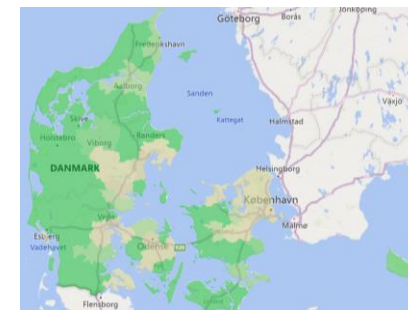 Göteborg
Borås
Jönköping
Frederikshavn
Aalborg
Sanden
Växjö
Skive
Kattegat
Halmstad
Holstebro
Viborg
Randers
DANMARK
Helsingborg
København
Vejle
Esbjerg
Odense
Malmö
Vadehavet
Flensborg